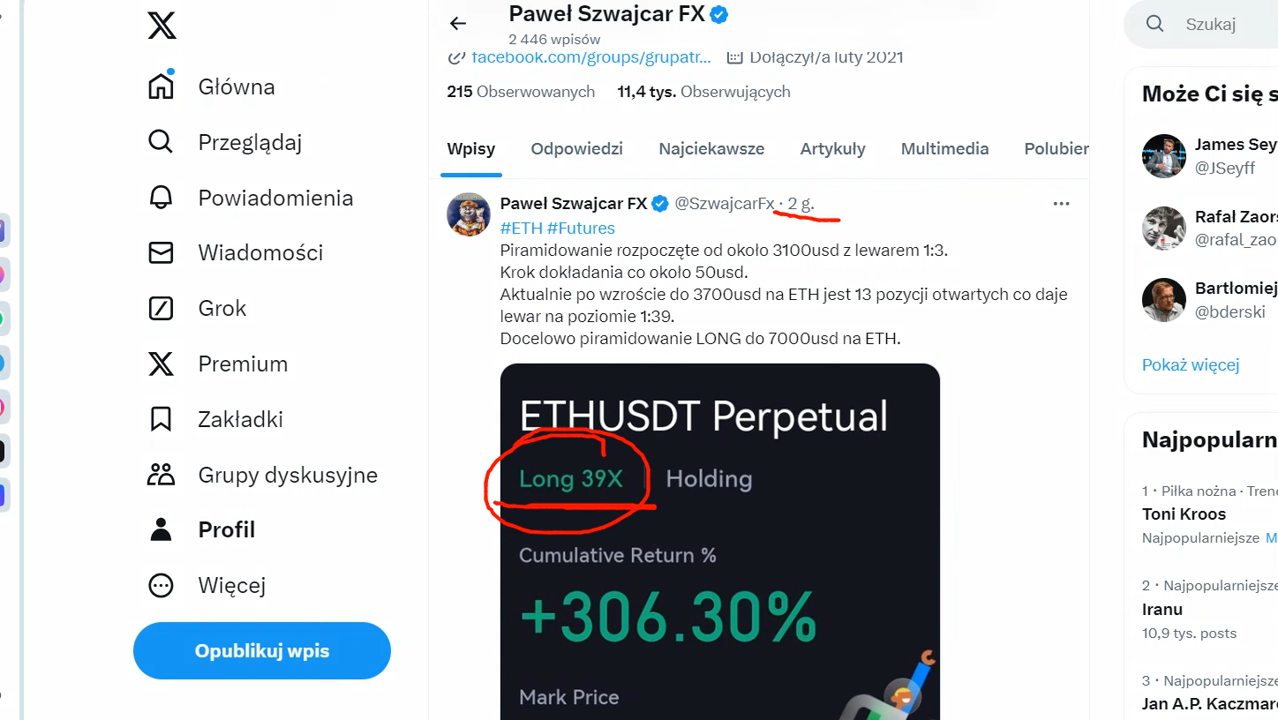 Główna
Przeglądaj
Powiadomienia
Wiadomości
Grok
Premium
Zakładki
Grupy dyskusyjne
Profil
Więcej
Opublikuj wpis
Paweł Szwajcar FX
2 446 wpisów
facebook.com/groups/grupatr... Dołączył/a luty 2021
215 Obserwowanych 11,4 tys. Obserwujących
Wpisy Odpowiedzi Najciekawsze Artykuły Multimedia Polubier
Paweł Szwajcar FX @SzwajcarFx · 2 g.
#ETH #Futures
Piramidowanie rozpoczęte od około 3100usd z lewarem 1:3.
Krok dokładania co około 50usd.
Aktualnie po wzroście do 3700usd na ETH jest 13 pozycji otwartych co daje
lewar na poziomie 1:39.
Docelowo piramidowanie LONG do 7000usd na ETH.
ETHUSDT Perpetual
Long 39X Holding
Cumulative Return %
+306.30%
Mark Price
Szukaj
Może Ci się s
James Sey
@JSeyff
Rafał Zaors
@rafal_zao
Bartłomiej
@bderski
Pokaż więcej
Najpopularn
1 · Piłka nożna · Trend
Toni Kroos
Najpopularniejsze M
2 · Najpopularniejsze
Iranu
10,9 tys. posts
3 · Najpopularniejsze
Jan A.P. Kaczmar